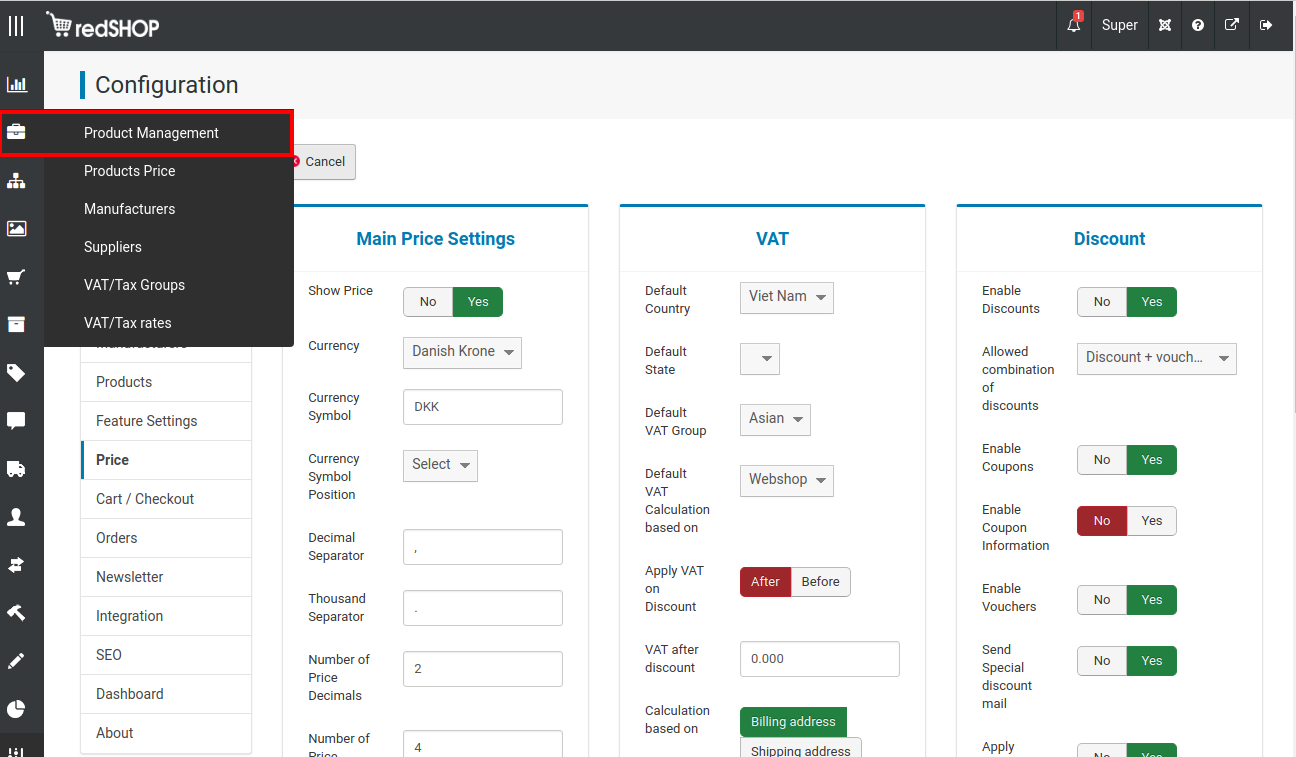 redSHOP
1
Super
Configuration
Product Management
Products Price
Manufacturers
Suppliers
VAT/Tax Groups
VAT/Tax rates
Cancel
Manufacturers
Products
Feature Settings
Price
Cart / Checkout
Orders
Newsletter
Integration
SEO
Dashboard
About
Main Price Settings
Show Price
No Yes
Currency
Danish Krone
Currency
Symbol
DKK
Currency
Symbol
Position
Select
Decimal
Separator
,
Thousand
Separator
.
Number of
Price
Decimals
2
Number of
Price
4
VAT
Default
Country
Viet Nam
Default
State
Default
VAT Group
Asian
Default
VAT
Calculation
based on
Webshop
Apply VAT
on
Discount
After Before
VAT after
discount
0.000
Calculation
based on
Billing address
Shipping address
Discount
Enable
Discounts
No Yes
Allowed
combination
of
discounts
Discount + vouch...
Enable
Coupons
No Yes
Enable
Coupon
Information
No Yes
Enable
Vouchers
No Yes
Send
Special
discount
mail
No Yes
Apply
No Yes